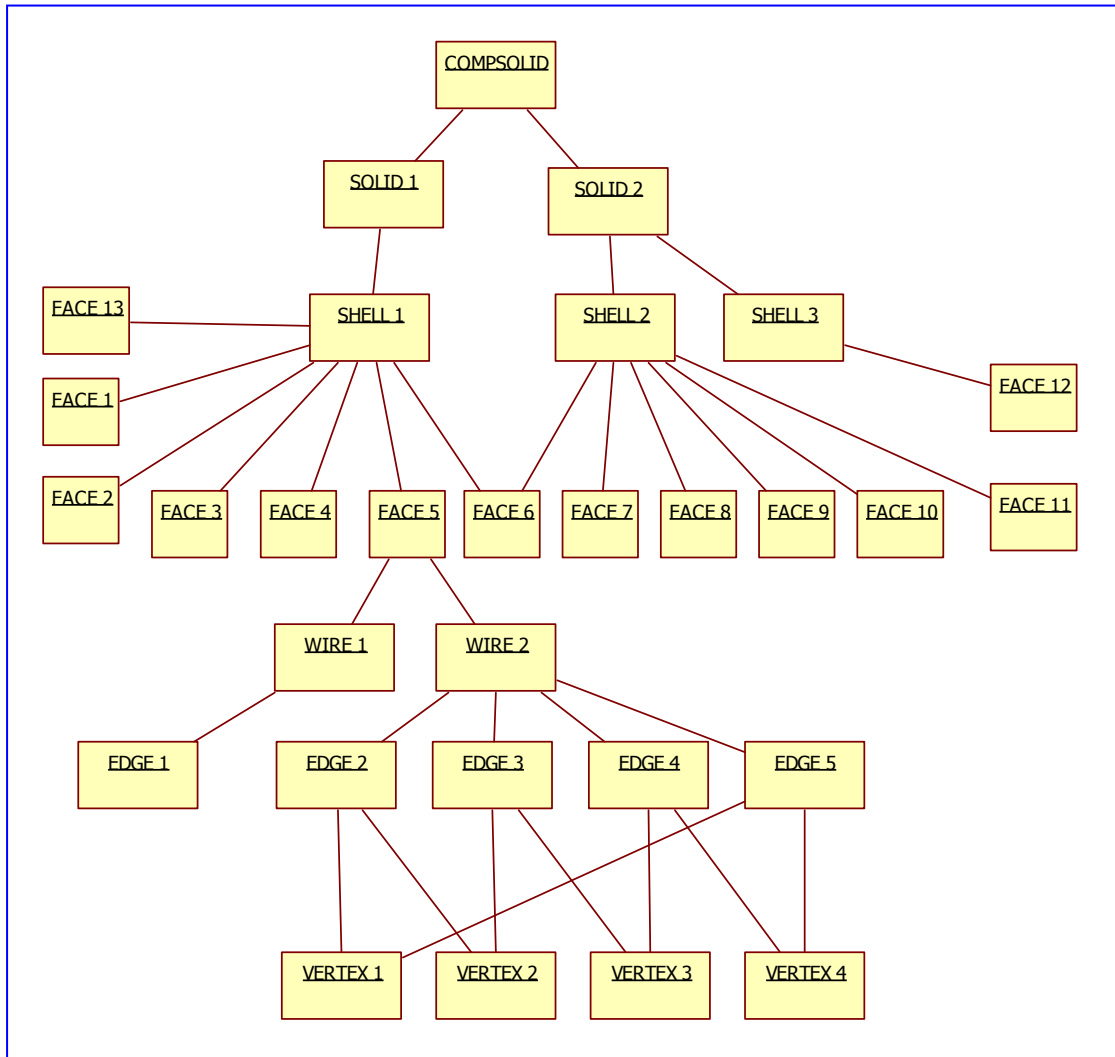 COMPSOLID
SOLID 1
SOLID 2
FACE 13
SHELL 1
SHELL 2
SHELL 3
FACE 1
FACE 12
FACE 2
FACE 3
FACE 4
FACE 5
FACE 6
FACE 7
FACE 8
FACE 9
FACE 10
FACE 11
WIRE 1
WIRE 2
EDGE 1
EDGE 2
EDGE 3
EDGE 4
EDGE 5
VERTEX 1
VERTEX 2
VERTEX 3
VERTEX 4